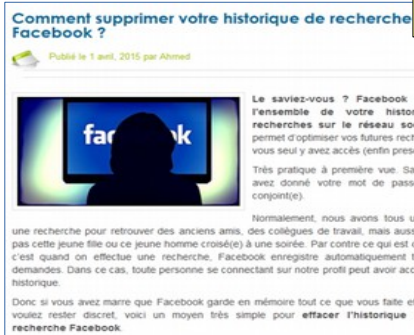 Comment supprimer votre historique de recherche
Facebook ?
Publié le 1 avril, 2015 par Ahmed
fac k
Le saviez-vous ? Facebook
l'ensemble de votre histor
recherches sur le réseau so
permet d'optimiser vos futures rech
vous seul y avez accès (enfin pres
Très pratique à première vue. Sa
avez donné votre mot de pass
conjoint(e).
Normalement, nous avons tous u
une recherche pour retrouver des anciens amis, des collègues de travail, mais auss
pas cette jeune fille ou ce jeune homme croisé(e) à une soirée. Par contre ce qui est
c'est quand on effectue une recherche, Facebook enregistre automatiquement
demandes. Dans ce cas, toute personne se connectant sur notre profil peut avoir acc
historique.
Donc si vous avez marre que Facebook garde en mémoire tout ce que vous faite e
voulez rester discret, voici un moyen très simple pour effacer l'historique
recherche Facebook.